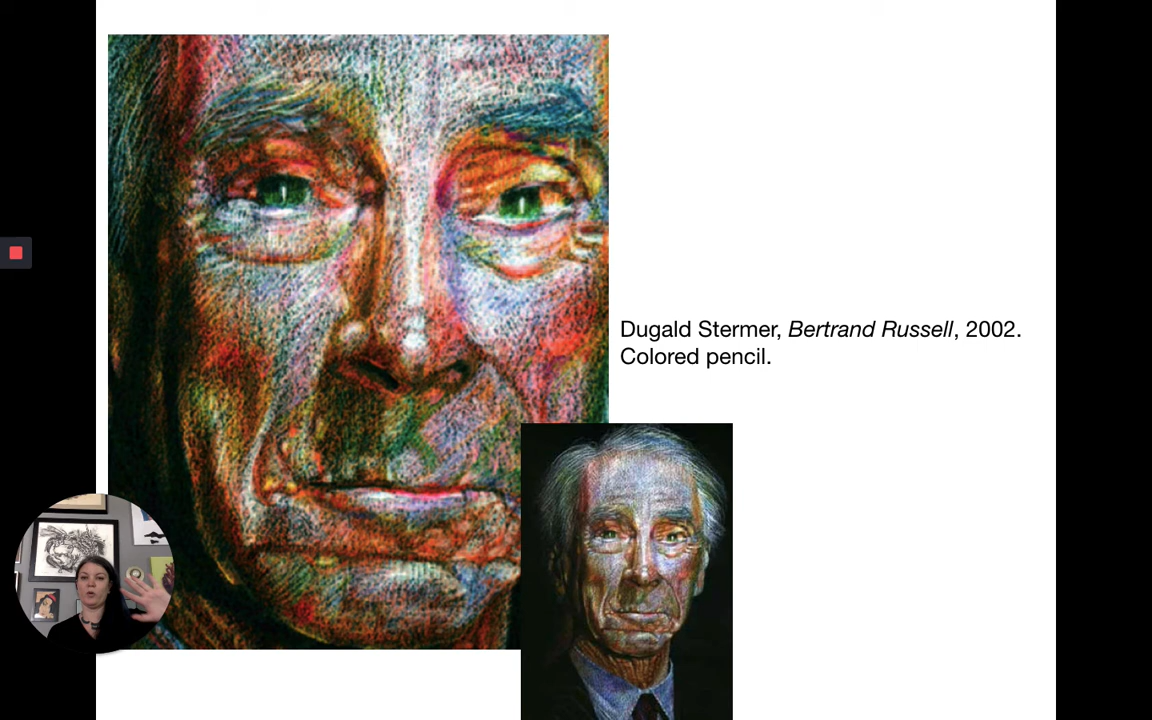 Dugald Stermer, Bertrand Russell, 2002.
Colored pencil.